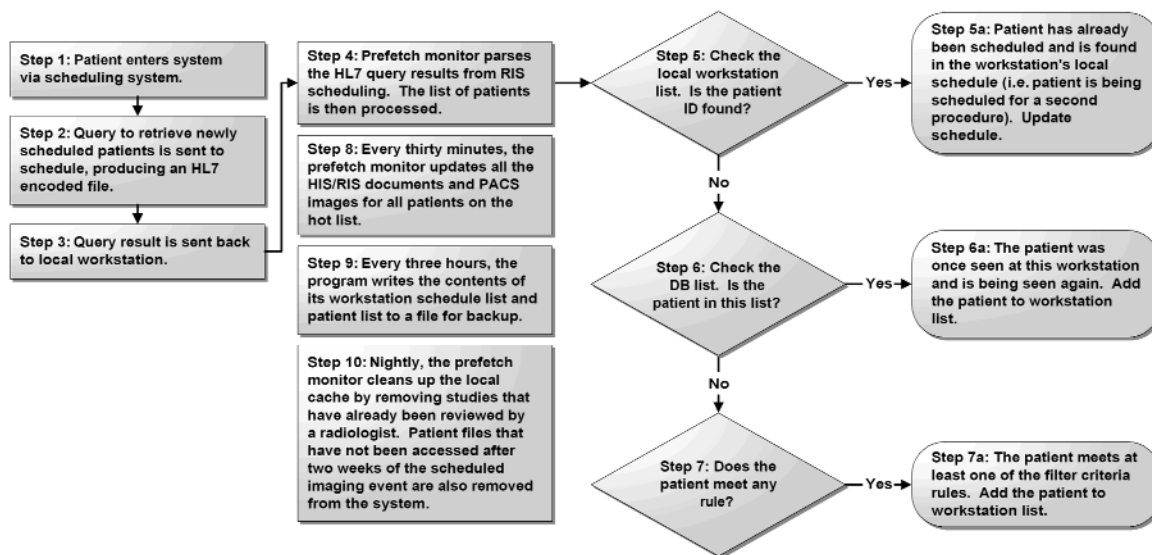 Step 1: Patient enters system
via scheduling system.
Step 2: Query to retrieve newly
scheduled patients is sent to
schedule, producing an HL7
encoded file.
Step 3: Query result is sent back
to local workstation.
Step 4: Prefetch monitor parses
the HL7 query results from RIS
scheduling. The list of patients
is then processed.
Step 8: Every thirty minutes, the
prefetch monitor updates all the
HIS/RIS documents and PACS
images for all patients on the
hot list.
Step 9: Every three hours, the
program writes the contents of
its workstation schedule list and
patient list to a file for backup.
Step 10: Nightly, the prefetch
monitor cleans up the local
cache by removing studies that
have already been reviewed by
a radiologist. Patient files that
have not been accessed after
two weeks of the scheduled
imaging event are also removed
from the system.
Step 5: Check the
local workstation
list. Is the patient
ID found?
Yes
Step 5a: Patient has already
been scheduled and is found
in the workstation's local
schedule (i.e. patient is being
scheduled for a second
procedure). Update
schedule.
No
Step 6: Check the
DB list. Is the
patient in this list?
Yes
Step 6a: The patient was
once seen at this workstation
and is being seen again. Add
the patient to workstation
list.
No
Step 7: Does the
patient meet any
rule?
Yes
Step 7a: The patient meets at
least one of the filter criteria
rules. Add the patient to
workstation list.